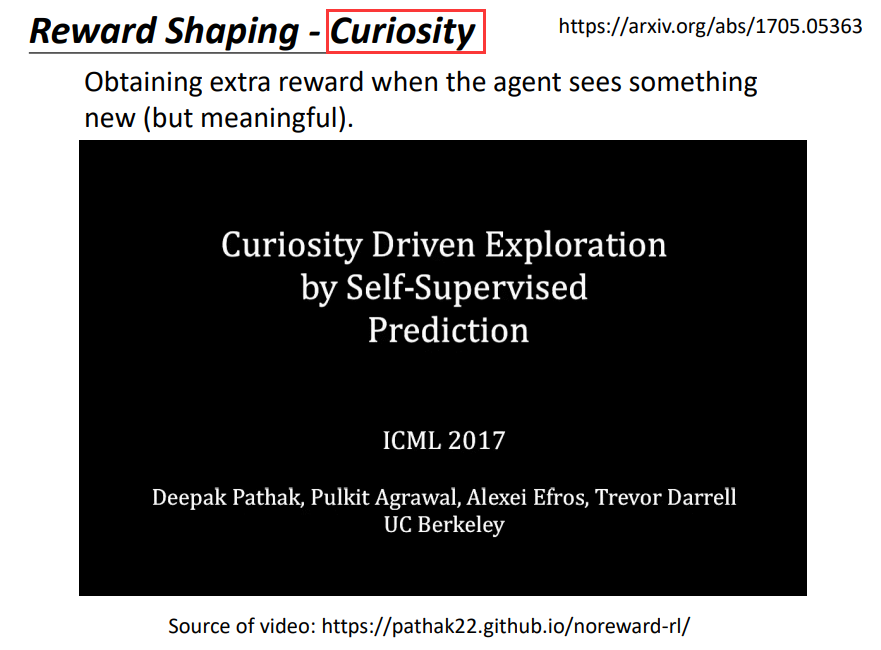 Reward Shaping - Curiosity
https://arxiv.org/abs/1705.05363
Obtaining extra reward when the agent sees something
new (but meaningful).
Curiosity Driven Exploration
by Self-Supervised
Prediction
ICML 2017
Deepak Pathak, Pulkit Agrawal, Alexei Efros, Trevor Darrell
UC Berkeley
Source of video: https://pathak22.github.io/noreward-rl/